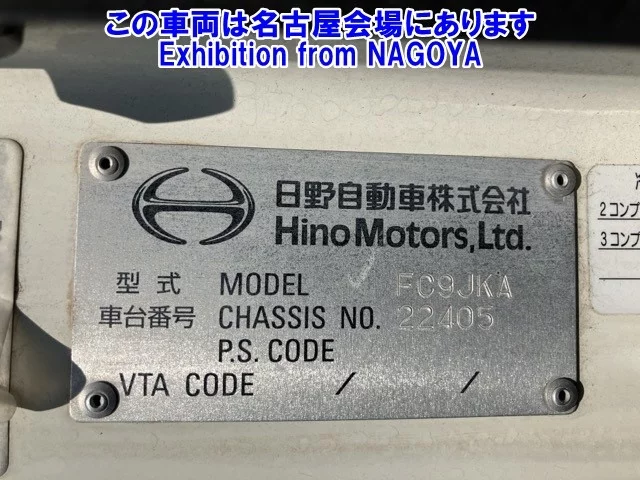 この車両は名古屋会場にあります
Exhibition from NAGOYA
日野自動車株式会社
Hino Motors, Ltd.
型式 MODEL FC9JKA
車台番号 CHASSIS NO. 22405
P.S. CODE
VTA CODE / /
2コンプ
3コンプ